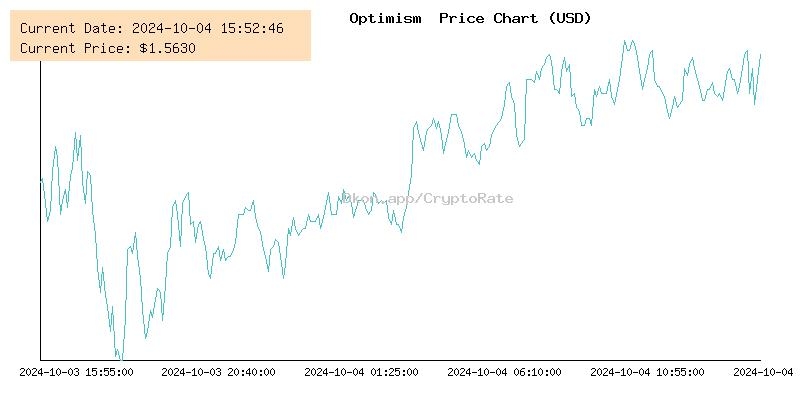 Optimism  Price Chart (USD)
Current Date: 2024-10-04 15:52:46
Current Price: $1.5630
.app/CryptoRate
2024-10-03 15:55:00
2024-10-03 20:40:00
2024-10-04 01:25:00
2024-10-04 06:10:00
2024-10-04 10:55:00
2024-10-04